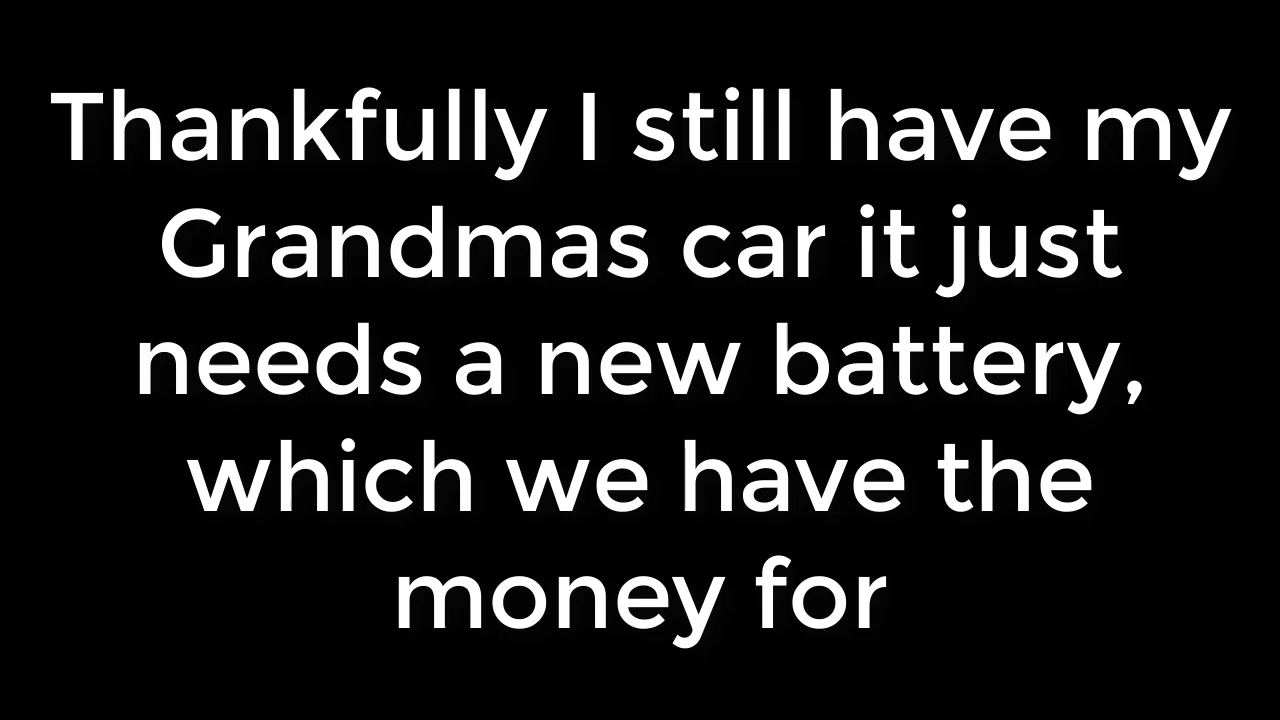 Thankfully I still have my
Grandmas car it just
needs a new battery,
which we have the
money for